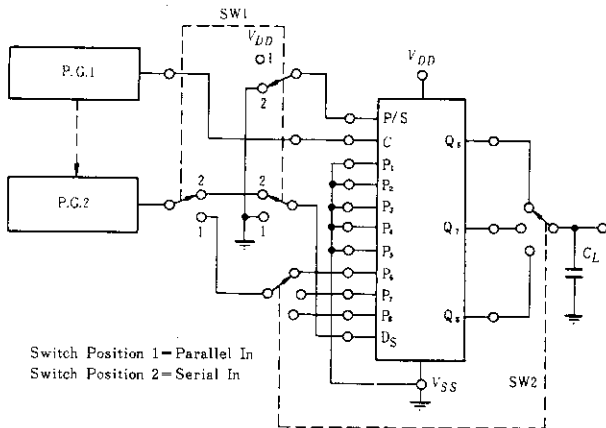 SW1
V_DD
1
P.G.1
2
V_DD
P/S
C
Q₆
P₁
P₂
P₃
P₄
P₅
P₆
P₇
P₈
D_S
P.G.2
2
2
1
1
Q₇
Q₈
C_L
V_SS
SW2
Switch Position 1=Parallel In
Switch Position 2=Serial In